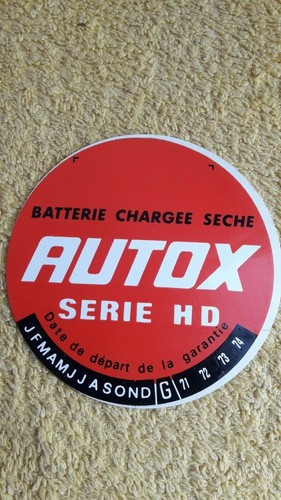 BATTERIE CHARGEE SECHE
AUTOX
SERIE HD
Date de départ de la garantie
J F M A M J J A S O N D G 71 72 73 74